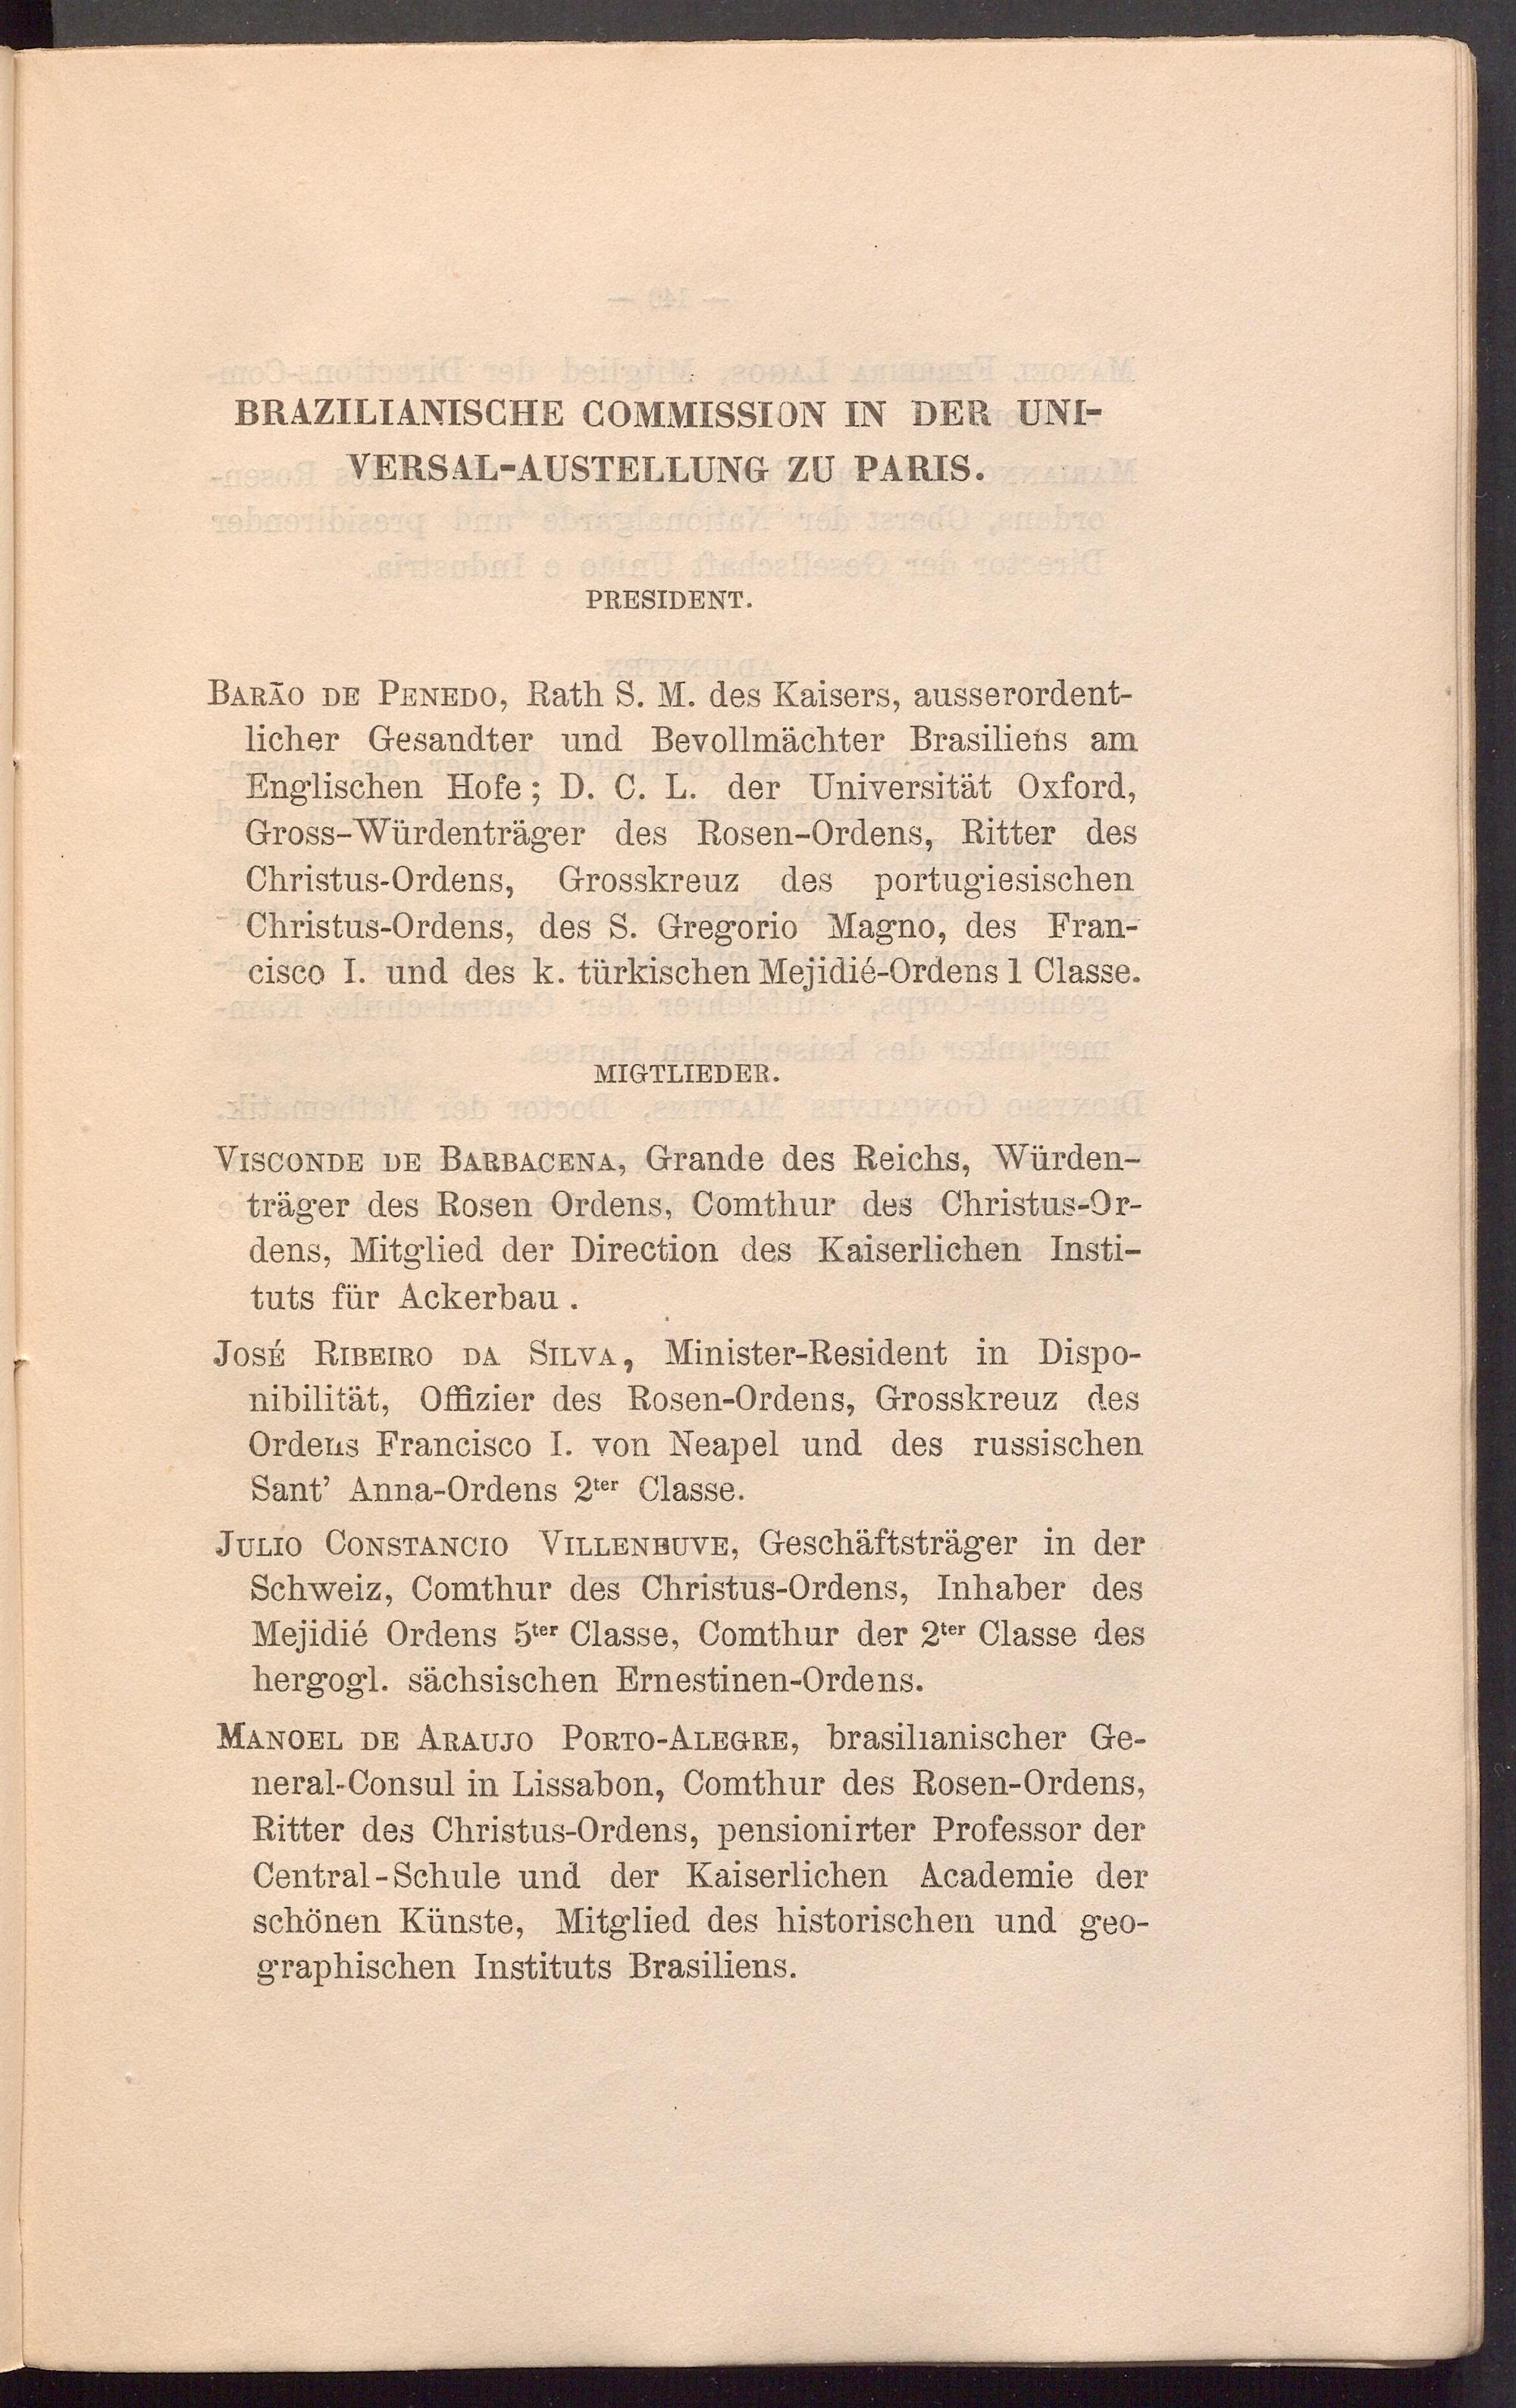 BRAZILIANISCHE COMMISSION IN DER UNI-
VERSAL-AUSTELLUNG ZU PARIS.
PRESIDENT.
BARÃO DE PENEDO, Rath S. M. des Kaisers, ausserordent-
licher Gesandter und Bevollmächter Brasiliens am
Englischen Hofe; D. C. L. der Universität Oxford,
Gross-Würdenträger des Rosen-Ordens, Ritter des
Christus-Ordens, Grosskreuz des portugiesischen
Christus-Ordens, des S. Gregorio Magno, des Fran-
cisco I. und des k. türkischen Mejidié-Ordens 1 Classe.
MIGTLIEDER.
VISCONDE DE BARBACENA, Grande des Reichs, Würden-
träger des Rosen Ordens, Comthur des Christus-Or-
dens, Mitglied der Direction des Kaiserlichen Insti-
tuts für Ackerbau .
JOSÉ RIBEIRO DA SILVA, Minister-Resident in Dispo-
nibilität, Offizier des Rosen-Ordens, Grosskreuz des
Ordens Francisco I. von Neapel und des russischen
Sant' Anna-Ordens 2ter Classe.
JULIO CONSTANCIO VILLENEUVE, Geschäftsträger in der
Schweiz, Comthur des Christus-Ordens, Inhaber des
Mejidié Ordens 5ter Classe, Comthur der 2ter Classe des
hergogl. sächsischen Ernestinen-Ordens.
MANOEL DE ARAUJO PORTO-ALEGRE, brasilianischer Ge-
neral-Consul in Lissabon, Comthur des Rosen-Ordens,
Ritter des Christus-Ordens, pensionirter Professor der
Central-Schule und der Kaiserlichen Academie der
schönen Künste, Mitglied des historischen und geo-
graphischen Instituts Brasiliens.